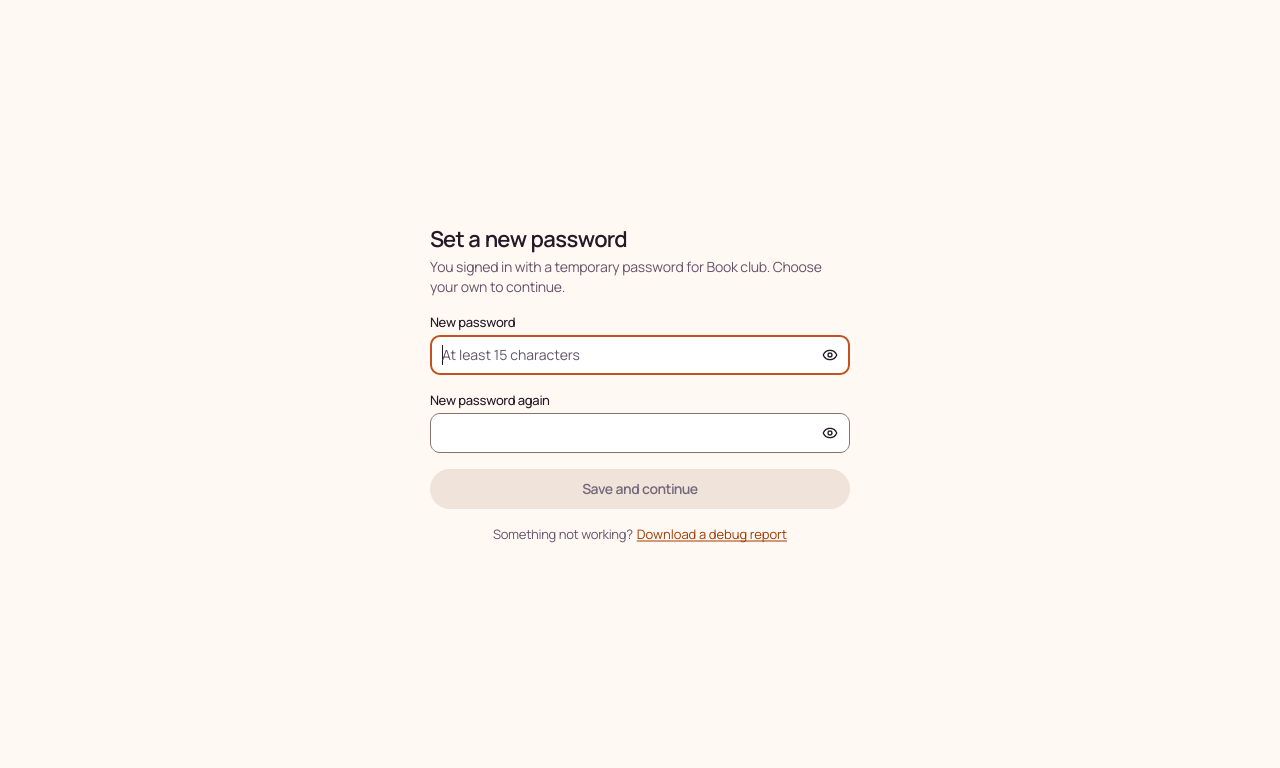 Set a new password
You signed in with a temporary password for Book club. Choose
your own to continue.
New password
At least 15 characters
New password again
Save and continue
Something not working? Download a debug report